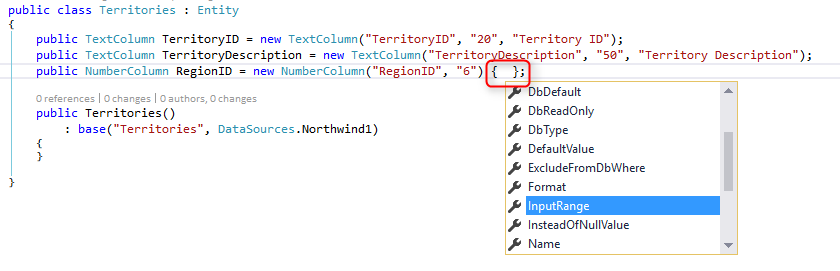 public class Territories : Entity
{
public TextColumn TerritoryID = new TextColumn("TerritoryID", "20", "Territory ID");
public TextColumn TerritoryDescription = new TextColumn("TerritoryDescription", "50", "Territory Description");
public NumberColumn RegionID = new NumberColumn("RegionID", "6") { };
DbDefault
DbReadOnly
DbType
DefaultValue
ExcludeFromDbWhere
Format
InputRange
InsteadOfNullValue
Name
0 references | 0 changes | 0 authors, 0 changes
public Territories()
: base("Territories", DataSources.Northwind1)
{
}
}